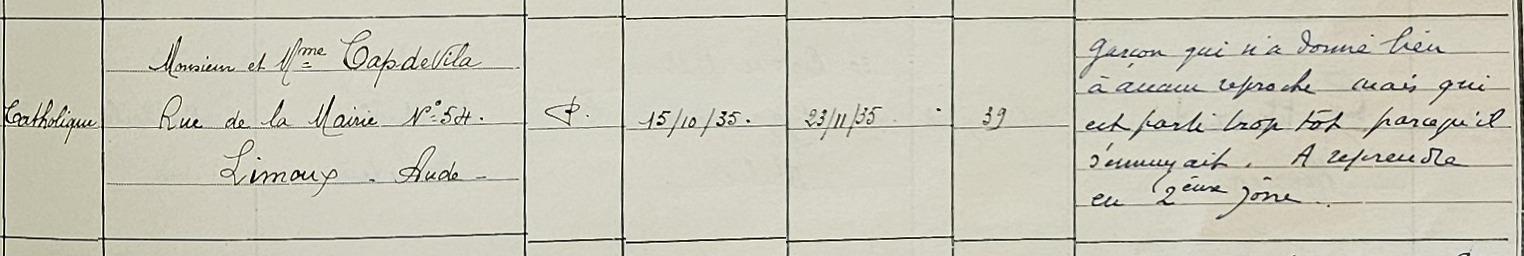 Catholique
Monsieur et Mme CapdeVila
Rue de la Mairie N° 54.
Limoux - Aude -
P.
15/10/35.
23/11/35
39
Garçon qui n'a donné lieu
à aucun reproche mais qui
est parti trop tôt parcequ'il
s'ennuyait. A reprendre
en 2ème zône.